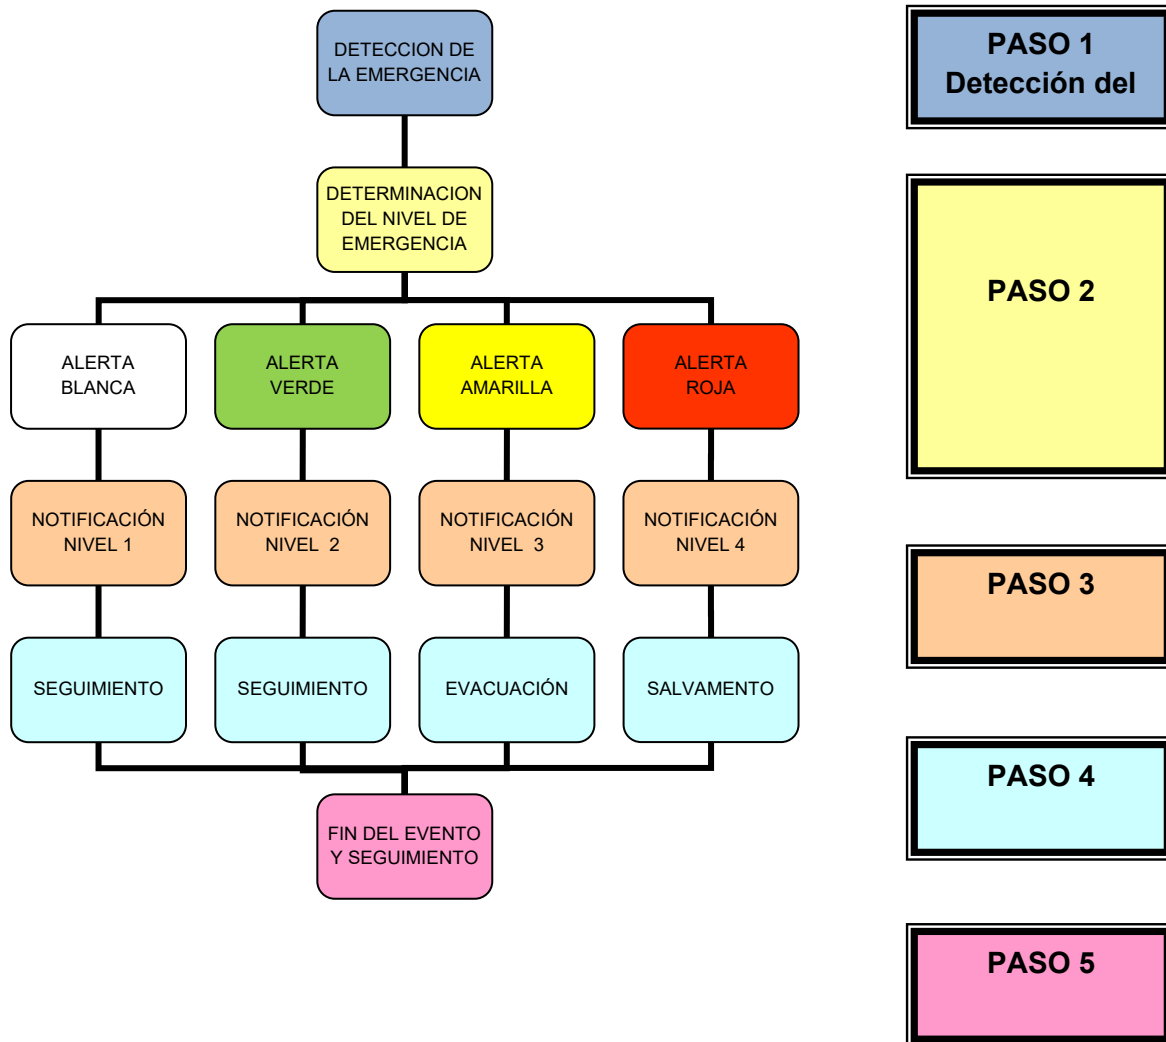 DETECCION DE
LA EMERGENCIA
DETERMINACION
DEL NIVEL DE
EMERGENCIA
ALERTA
BLANCA
ALERTA
VERDE
ALERTA
AMARILLA
ALERTA
ROJA
NOTIFICACIÓN
NIVEL 1
NOTIFICACIÓN
NIVEL 2
NOTIFICACIÓN
NIVEL 3
NOTIFICACIÓN
NIVEL 4
SEGUIMIENTO
SEGUIMIENTO
EVACUACIÓN
SALVAMENTO
FIN DEL EVENTO
Y SEGUIMIENTO
PASO 1
Detección del
PASO 2
PASO 3
PASO 4
PASO 5